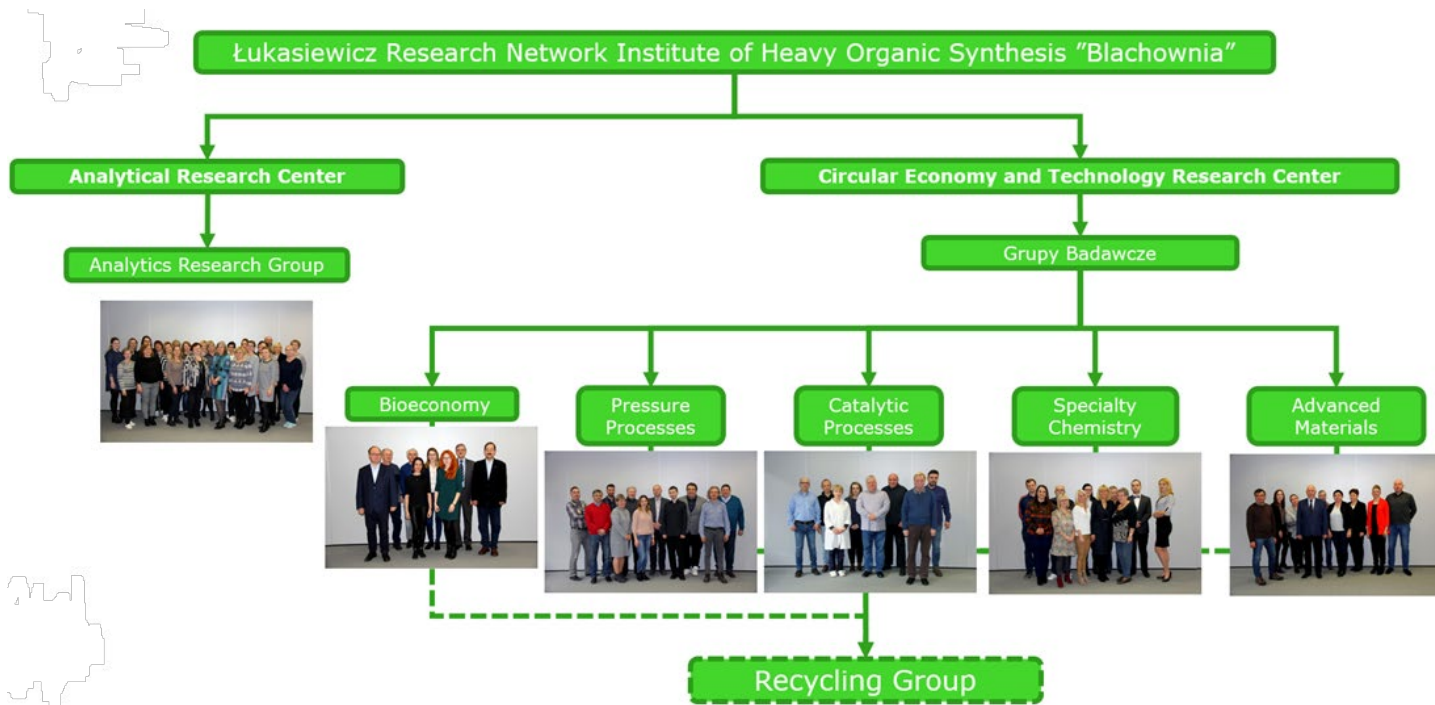 Łukasiewicz Research Network Institute of Heavy Organic Synthesis ”Blachownia”
Analytical Research Center
Circular Economy and Technology Research Center
Analytics Research Group
Grupy Badawcze
Bioeconomy
Pressure
Processes
Catalytic
Processes
Specialty
Chemistry
Advanced
Materials
Recycling Group